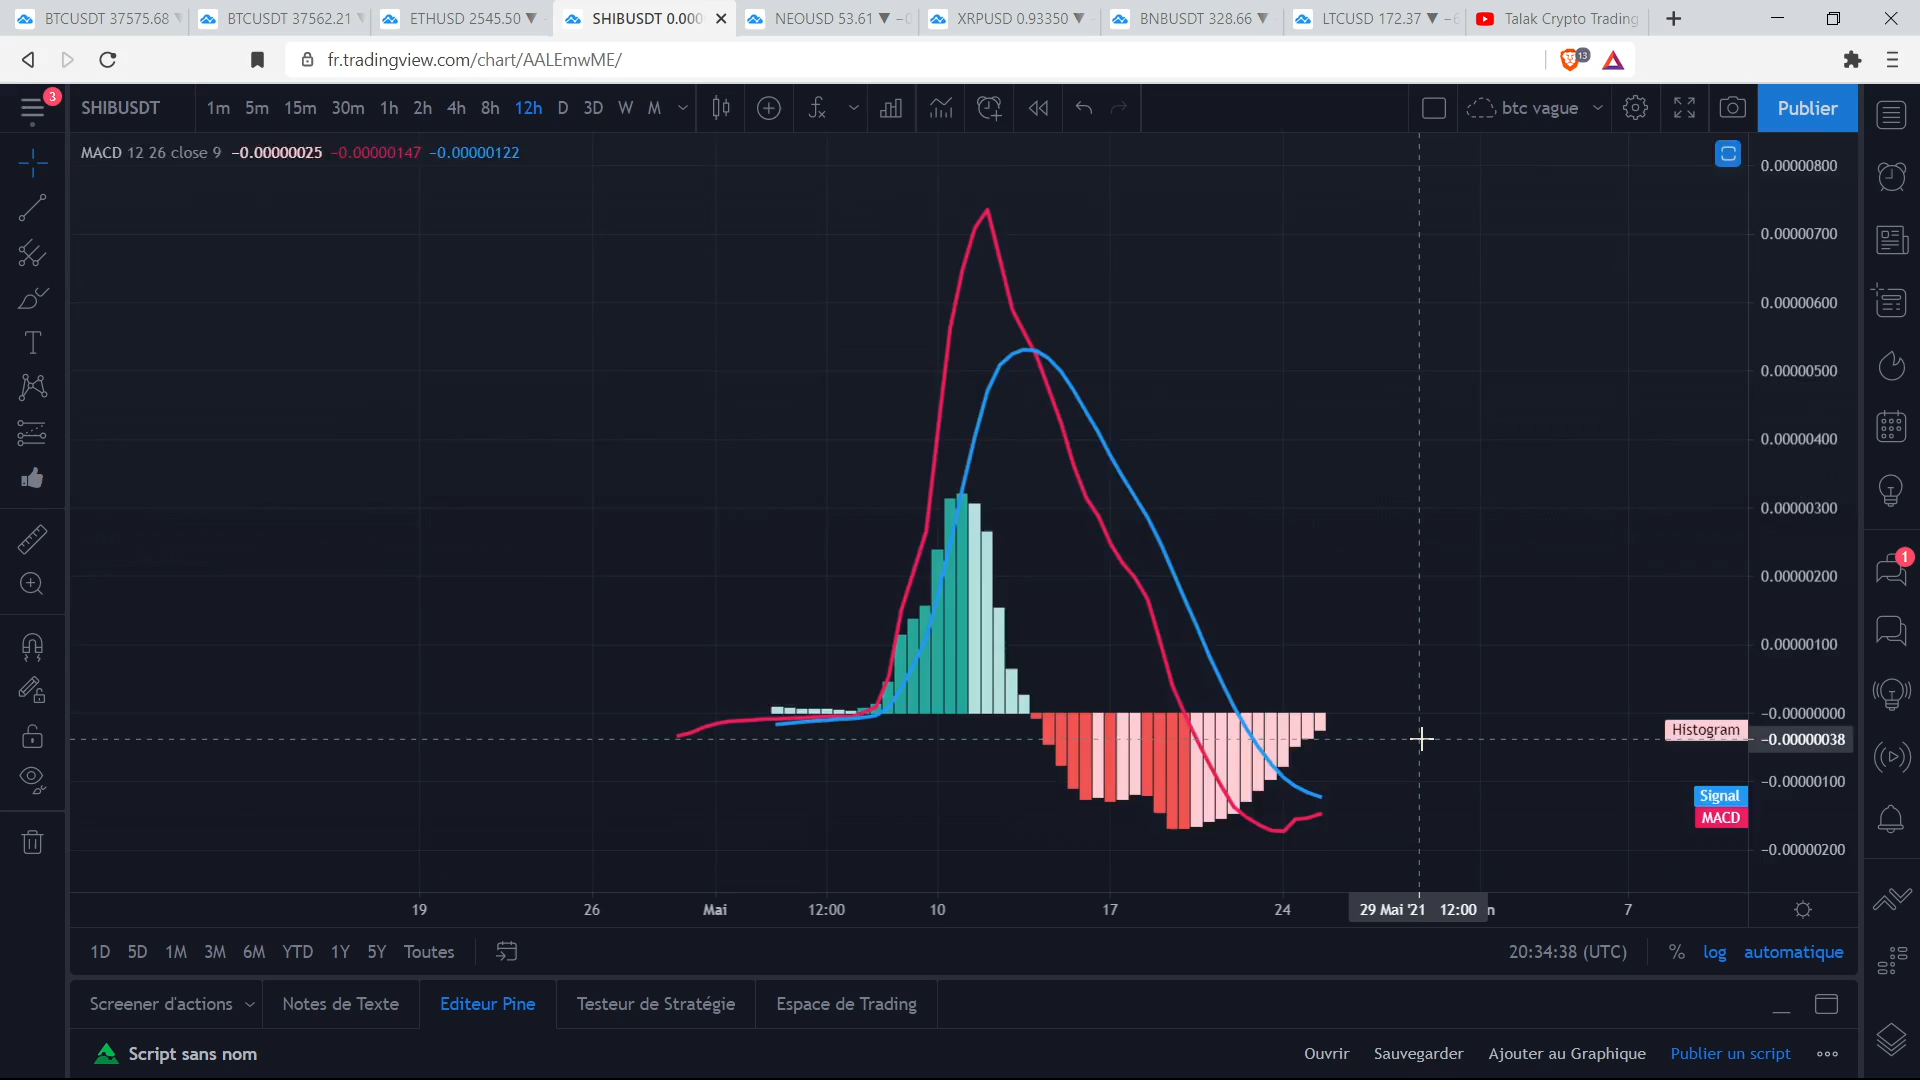 BTCUSDT 37575.68 BTCUSDT 37562.21 ETHUSD 2545.50 ▼ SHIBUSDT 0.000 NEOUSD 53.61 ▼ −0 XRPUSD 0.93350 ▼ BNBUSDT 328.66 ▼ LTCUSD 172.37 ▼ −6 Talak Crypto Trading
fr.tradingview.com/chart/AALEmwME/ 13
3 SHIBUSDT 1m 5m 15m 30m 1h 2h 4h 8h 12h D 3D W M btc vague Publier
MACD 12 26 close 9 −0.00000025 −0.00000147 −0.00000122
0.00000800
0.00000700
0.00000600
0.00000500
0.00000400
0.00000300
0.00000200
0.00000100
−0.00000000
Histogram −0.00000038
−0.00000100
Signal
MACD
−0.00000200
1
19 26 Mai 12:00 10 17 24 29 Mai '21 12:00 n 7
1D 5D 1M 3M 6M YTD 1Y 5Y Toutes 20:34:38 (UTC) % log automatique
Screener d'actions Notes de Texte Editeur Pine Testeur de Stratégie Espace de Trading
Script sans nom Ouvrir Sauvegarder Ajouter au Graphique Publier un script